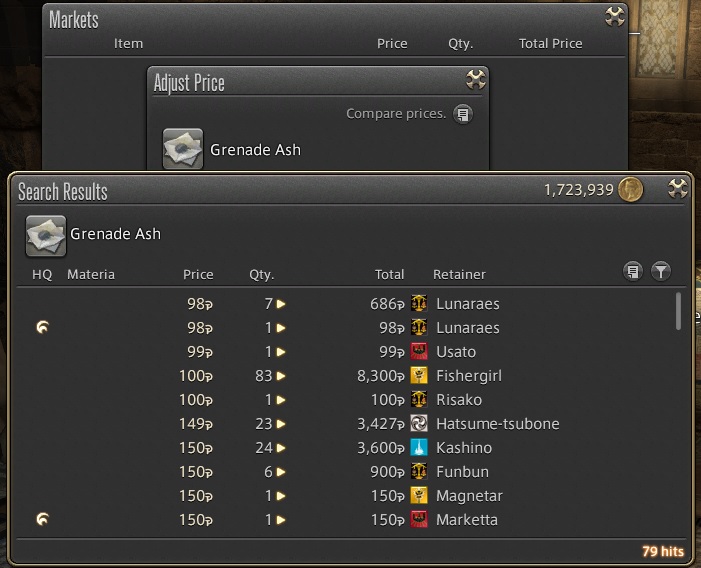 Markets
Item Price Qty. Total Price
Adjust Price
Compare prices.
Grenade Ash
Search Results 1,723,939
Grenade Ash
HQ Materia Price Qty. Total Retainer
98 7 686 Lunaraes
98 1 98 Lunaraes
99 1 99 Usato
100 83 8,300 Fishergirl
100 1 100 Risako
149 23 3,427 Hatsume-tsubone
150 24 3,600 Kashino
150 6 900 Funbun
150 1 150 Magnetar
150 1 150 Marketta
79 hits